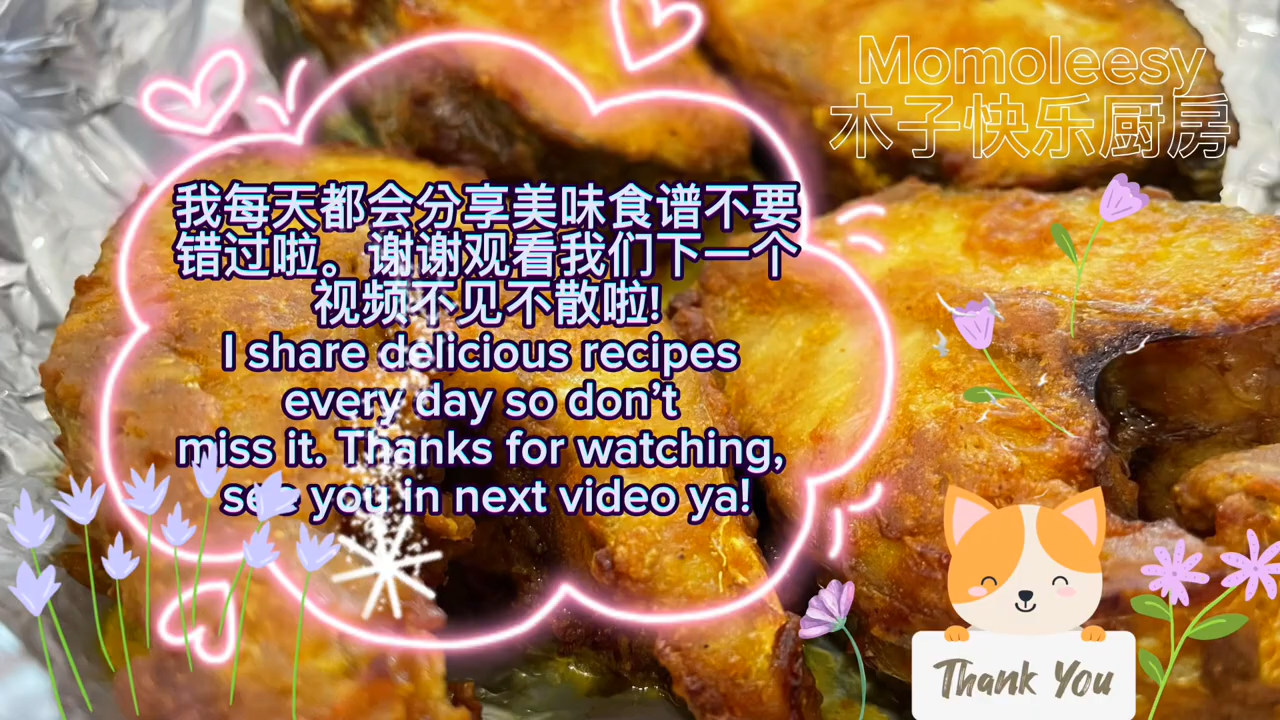 Momoleesy
木子快乐厨房
我每天都会分享美味食谱不要
错过啦。谢谢观看我们下一个
视频不见不散啦!
I share delicious recipes
every day so don’t
miss it. Thanks for watching,
see you in next video ya!
Thank You